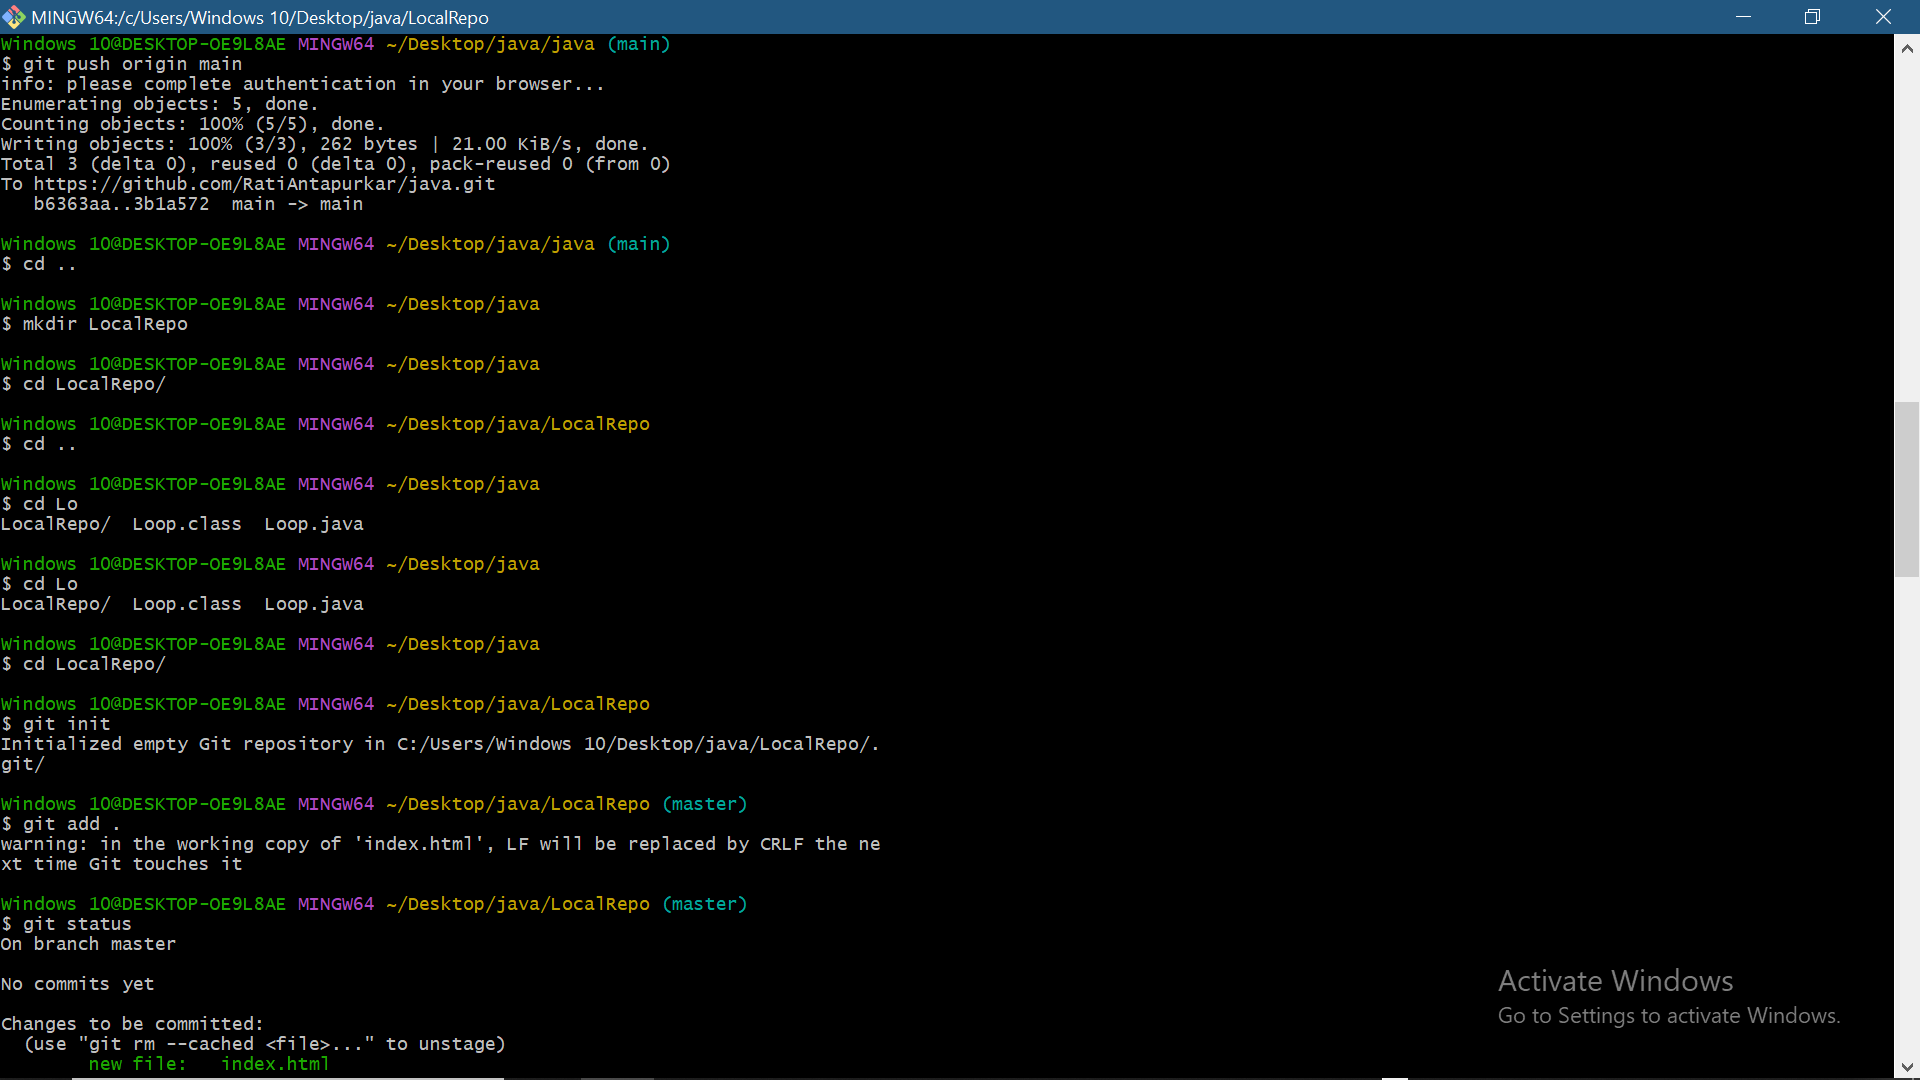 MINGW64:/c/Users/Windows 10/Desktop/java/LocalRepo
Windows 10@DESKTOP-OE9L8AE MINGW64 ~/Desktop/java/java (main)
$ git push origin main
info: please complete authentication in your browser...
Enumerating objects: 5, done.
Counting objects: 100% (5/5), done.
Writing objects: 100% (3/3), 262 bytes | 21.00 KiB/s, done.
Total 3 (delta 0), reused 0 (delta 0), pack-reused 0 (from 0)
To https://github.com/RatiAntapurkar/java.git
   b6363aa..3b1a572  main -> main
Windows 10@DESKTOP-OE9L8AE MINGW64 ~/Desktop/java/java (main)
$ cd ..
Windows 10@DESKTOP-OE9L8AE MINGW64 ~/Desktop/java
$ mkdir LocalRepo
Windows 10@DESKTOP-OE9L8AE MINGW64 ~/Desktop/java
$ cd LocalRepo/
Windows 10@DESKTOP-OE9L8AE MINGW64 ~/Desktop/java/LocalRepo
$ cd ..
Windows 10@DESKTOP-OE9L8AE MINGW64 ~/Desktop/java
$ cd Lo
LocalRepo/  Loop.class  Loop.java
Windows 10@DESKTOP-OE9L8AE MINGW64 ~/Desktop/java
$ cd Lo
LocalRepo/  Loop.class  Loop.java
Windows 10@DESKTOP-OE9L8AE MINGW64 ~/Desktop/java
$ cd LocalRepo/
Windows 10@DESKTOP-OE9L8AE MINGW64 ~/Desktop/java/LocalRepo
$ git init
Initialized empty Git repository in C:/Users/Windows 10/Desktop/java/LocalRepo/.
git/
Windows 10@DESKTOP-OE9L8AE MINGW64 ~/Desktop/java/LocalRepo (master)
$ git add .
warning: in the working copy of 'index.html', LF will be replaced by CRLF the ne
xt time Git touches it
Windows 10@DESKTOP-OE9L8AE MINGW64 ~/Desktop/java/LocalRepo (master)
$ git status
On branch master
No commits yet
Changes to be committed:
  (use "git rm --cached <file>..." to unstage)
        new file:   index.html
Activate Windows
Go to Settings to activate Windows.